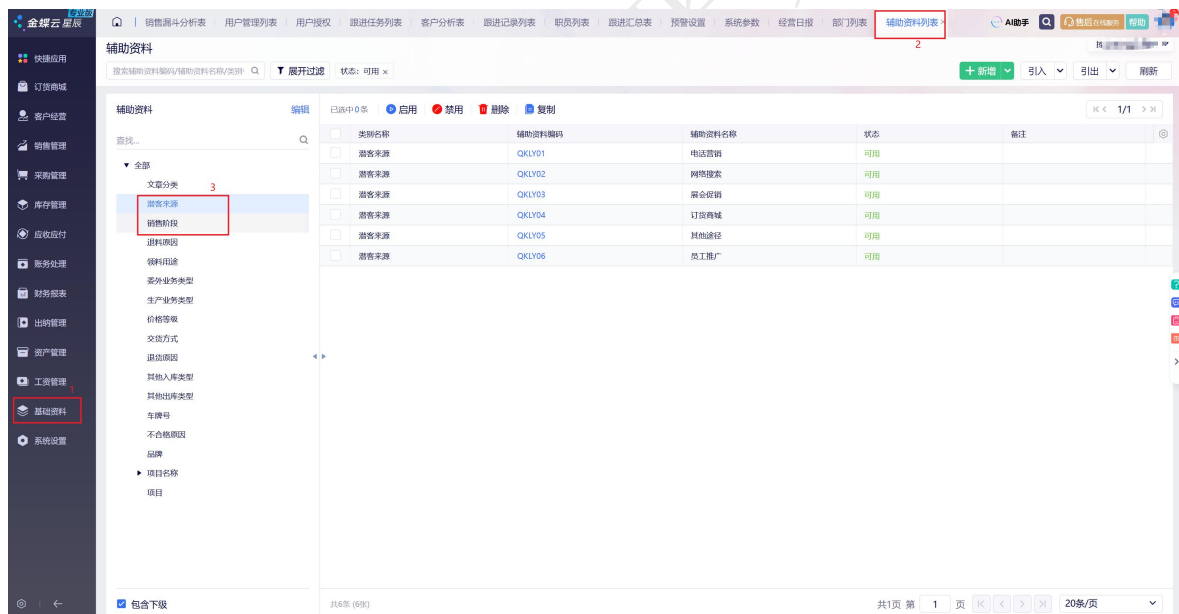 金蝶云 星辰 专业版
销售漏斗分析表 用户管理列表 用户授权 跟进任务列表 客户分析表 跟进记录列表 职员列表 跟进汇总表 预警设置 系统参数 经营日报 部门列表 辅助资料列表 × AI助手 售后在线服务 帮助
2
快捷应用
订货商城
客户经营
销售管理
采购管理
库存管理
应收应付
账务处理
财务报表
出纳管理
资产管理
工资管理
1
基础资料
系统设置
辅助资料
搜索辅助资料编码/辅助资料名称/类别 展开过滤 状态: 可用 ×
新增 引入 引出 刷新
辅助资料 编辑
查找...
全部
文章分类
3
潜客来源
销售阶段
退料原因
领料用途
委外业务类型
生产业务类型
价格等级
交货方式
退货原因
其他入库类型
其他出库类型
车牌号
不合格原因
品牌
项目名称
项目
包含下级
已选中0条 启用 禁用 删除 复制 1/1
类别名称 辅助资料编码 辅助资料名称 状态 备注
潜客来源 QKLY01 电话营销 可用
潜客来源 QKLY02 网络搜索 可用
潜客来源 QKLY03 展会促销 可用
潜客来源 QKLY04 订货商城 可用
潜客来源 QKLY05 其他途径 可用
潜客来源 QKLY06 员工推广 可用
共6条 (6张) 共1页 第 1 页 20条/页